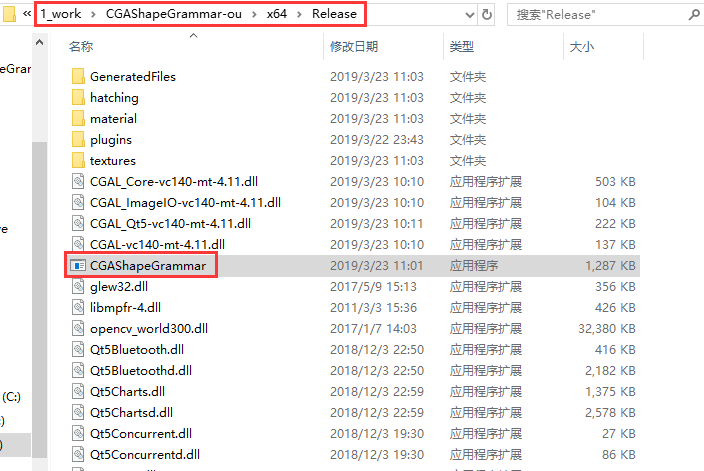 « 1_work > CGAShapeGrammar-ou > x64 > Release
搜索"Release"
名称 修改日期 类型 大小
GeneratedFiles 2019/3/23 11:03 文件夹
eGram hatching 2019/3/23 11:03 文件夹
material 2019/3/23 11:03 文件夹
plugins 2019/3/22 23:43 文件夹
textures 2019/3/23 11:03 文件夹
CGAL_Core-vc140-mt-4.11.dll 2019/3/23 10:10 应用程序扩展 503 KB
CGAL_ImageIO-vc140-mt-4.11.dll 2019/3/23 10:10 应用程序扩展 104 KB
CGAL_Qt5-vc140-mt-4.11.dll 2019/3/23 10:11 应用程序扩展 222 KB
CGAL-vc140-mt-4.11.dll 2019/3/23 10:10 应用程序扩展 137 KB
CGAShapeGrammar 2019/3/23 11:01 应用程序 1,287 KB
glew32.dll 2017/5/9 15:13 应用程序扩展 356 KB
libmpfr-4.dll 2011/3/3 15:36 应用程序扩展 426 KB
opencv_world300.dll 2017/1/7 14:03 应用程序扩展 32,380 KB
Qt5Bluetooth.dll 2018/12/3 22:50 应用程序扩展 416 KB
Qt5Bluetoothd.dll 2018/12/3 22:50 应用程序扩展 2,182 KB
(C:) Qt5Charts.dll 2018/12/3 22:59 应用程序扩展 1,375 KB
Qt5Chartsd.dll 2018/12/3 22:59 应用程序扩展 2,578 KB
Qt5Concurrent.dll 2018/12/3 19:30 应用程序扩展 27 KB
Qt5Concurrentd.dll 2018/12/3 19:30 应用程序扩展 86 KB